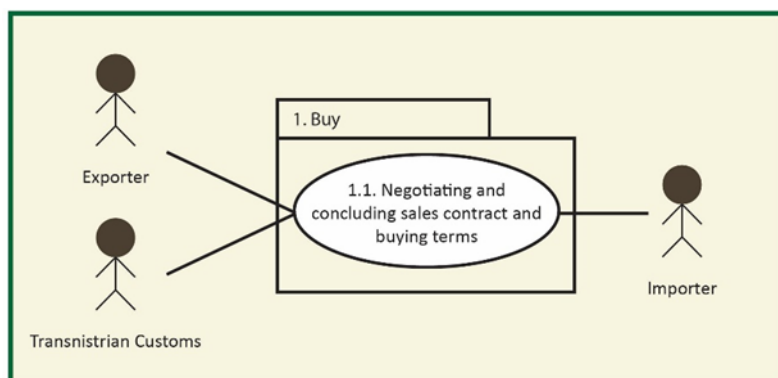 1. Buy
Exporter
1.1. Negotiating and
concluding sales contract and
buying terms
Importer
Transnistrian Customs